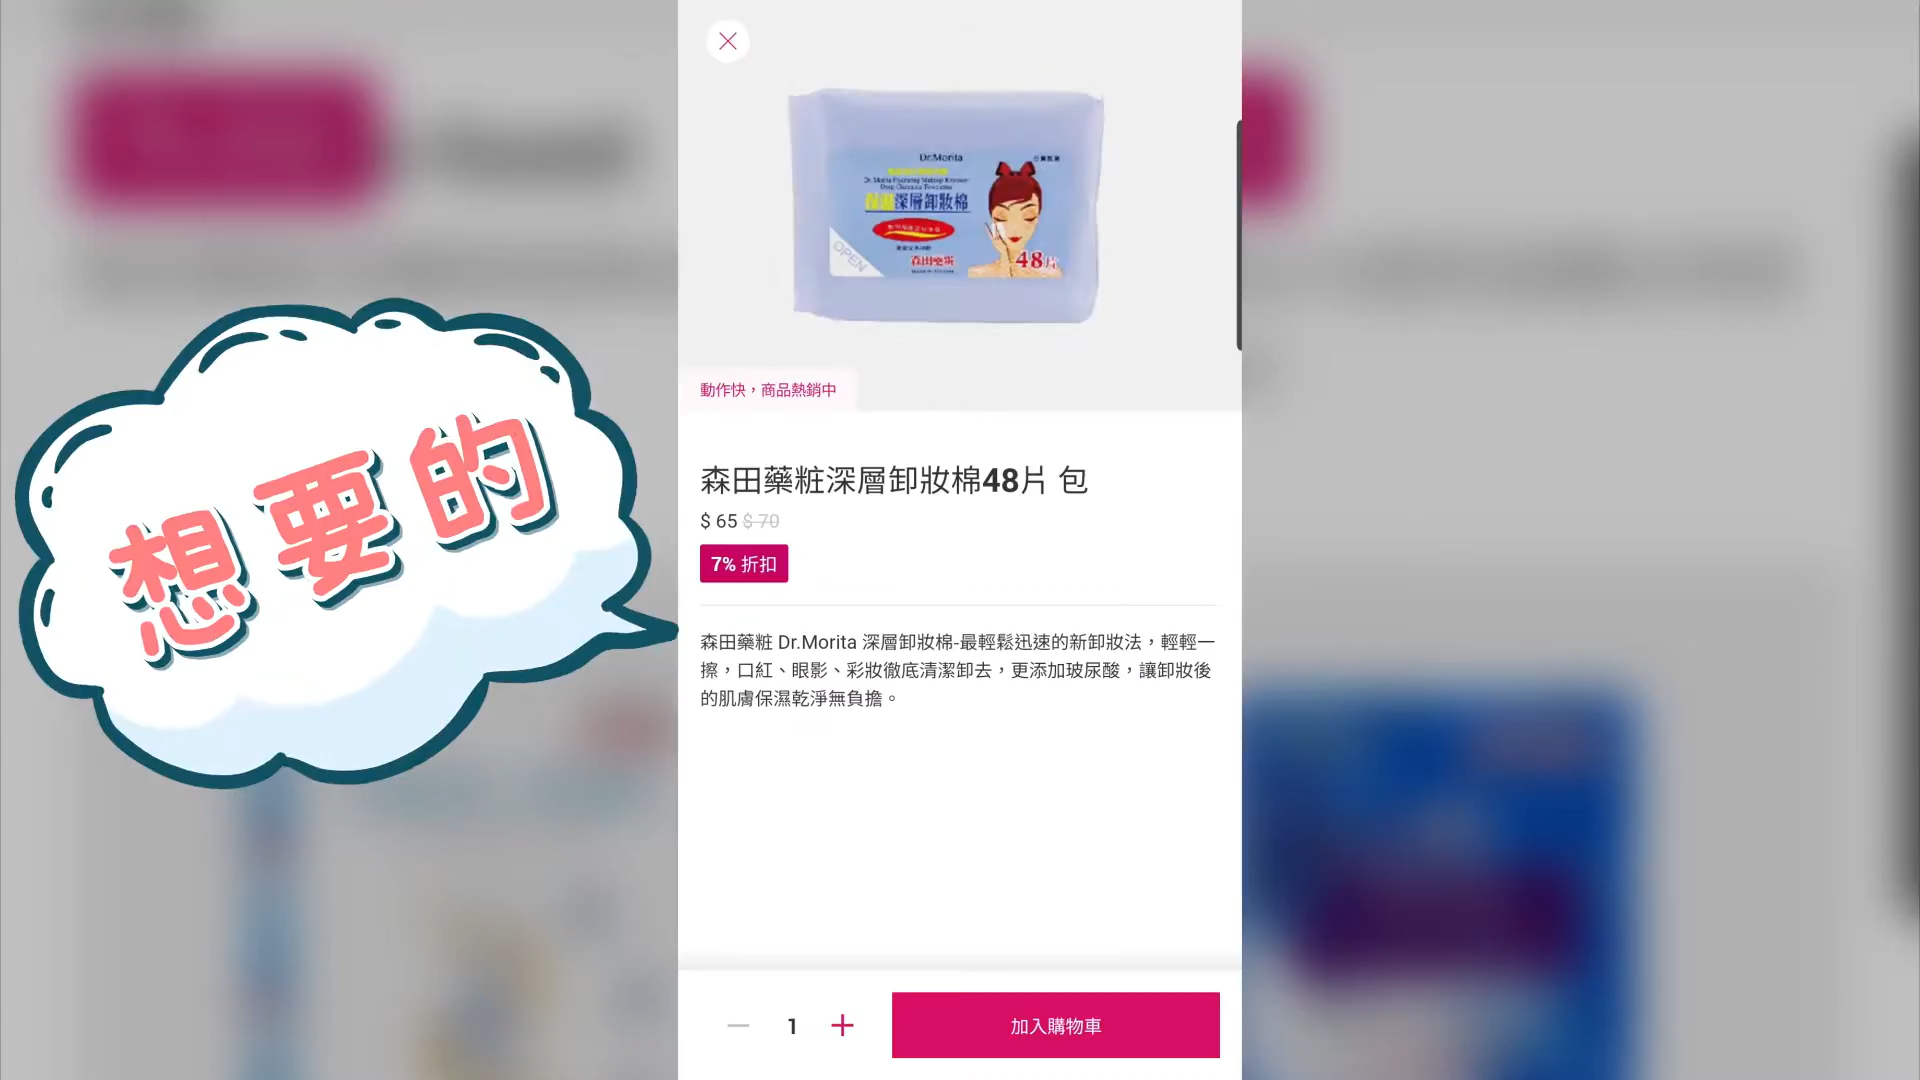 想要的
Dr.Morita
保濕深層卸妝棉
OPEN
森田藥粧
48片
動作快，商品熱銷中
森田藥粧深層卸妝棉48片 包
$ 65 $ 70
7% 折扣
森田藥粧 Dr.Morita 深層卸妝棉-最輕鬆迅速的新卸妝法，輕輕一
擦，口紅、眼影、彩妝徹底清潔卸去，更添加玻尿酸，讓卸妝後
的肌膚保濕乾淨無負擔。
1
加入購物車